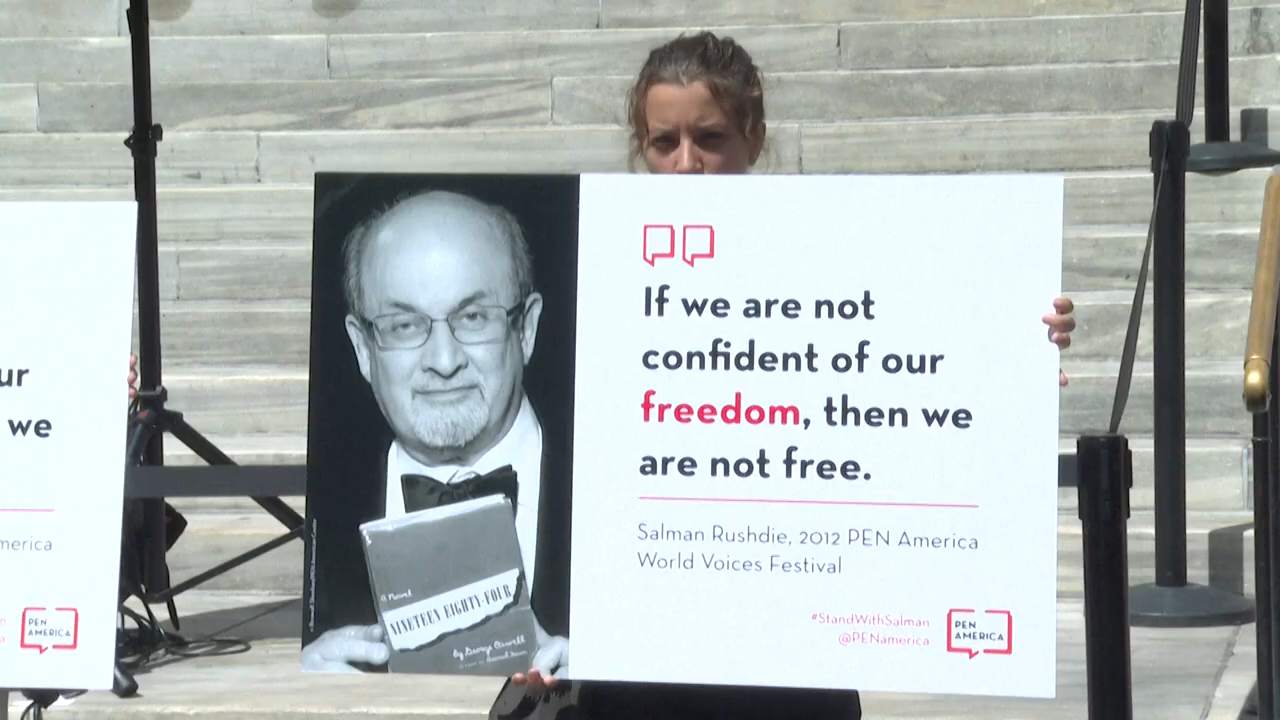 ur
we
merica
PEN
AMERICA
If we are not
confident of our
freedom, then we
are not free.
Salman Rushdie, 2012 PEN America
World Voices Festival
#StandWithSalman
@PENamerica
PEN
AMERICA
a Novel
NINETEEN EIGHTY-FOUR
by George Orwell